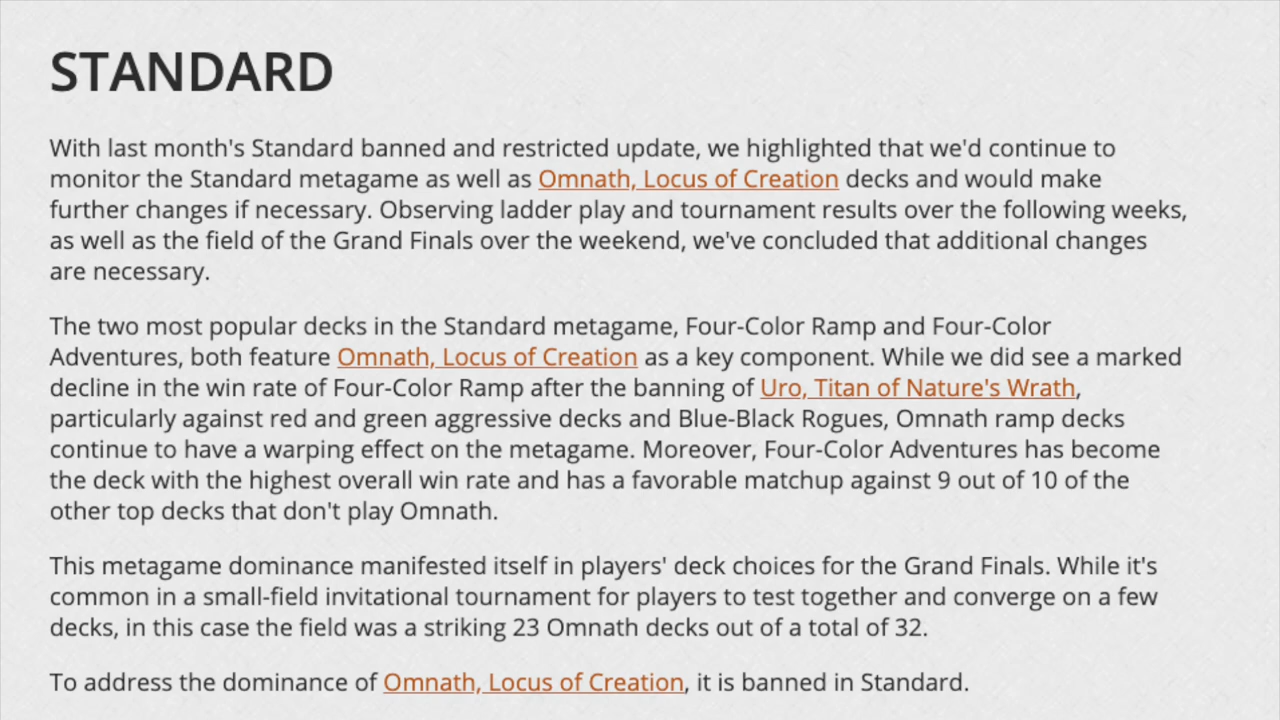 STANDARD
With last month's Standard banned and restricted update, we highlighted that we'd continue to
monitor the Standard metagame as well as Omnath, Locus of Creation decks and would make
further changes if necessary. Observing ladder play and tournament results over the following weeks,
as well as the field of the Grand Finals over the weekend, we've concluded that additional changes
are necessary.
The two most popular decks in the Standard metagame, Four-Color Ramp and Four-Color
Adventures, both feature Omnath, Locus of Creation as a key component. While we did see a marked
decline in the win rate of Four-Color Ramp after the banning of Uro, Titan of Nature's Wrath,
particularly against red and green aggressive decks and Blue-Black Rogues, Omnath ramp decks
continue to have a warping effect on the metagame. Moreover, Four-Color Adventures has become
the deck with the highest overall win rate and has a favorable matchup against 9 out of 10 of the
other top decks that don't play Omnath.
This metagame dominance manifested itself in players' deck choices for the Grand Finals. While it's
common in a small-field invitational tournament for players to test together and converge on a few
decks, in this case the field was a striking 23 Omnath decks out of a total of 32.
To address the dominance of Omnath, Locus of Creation, it is banned in Standard.